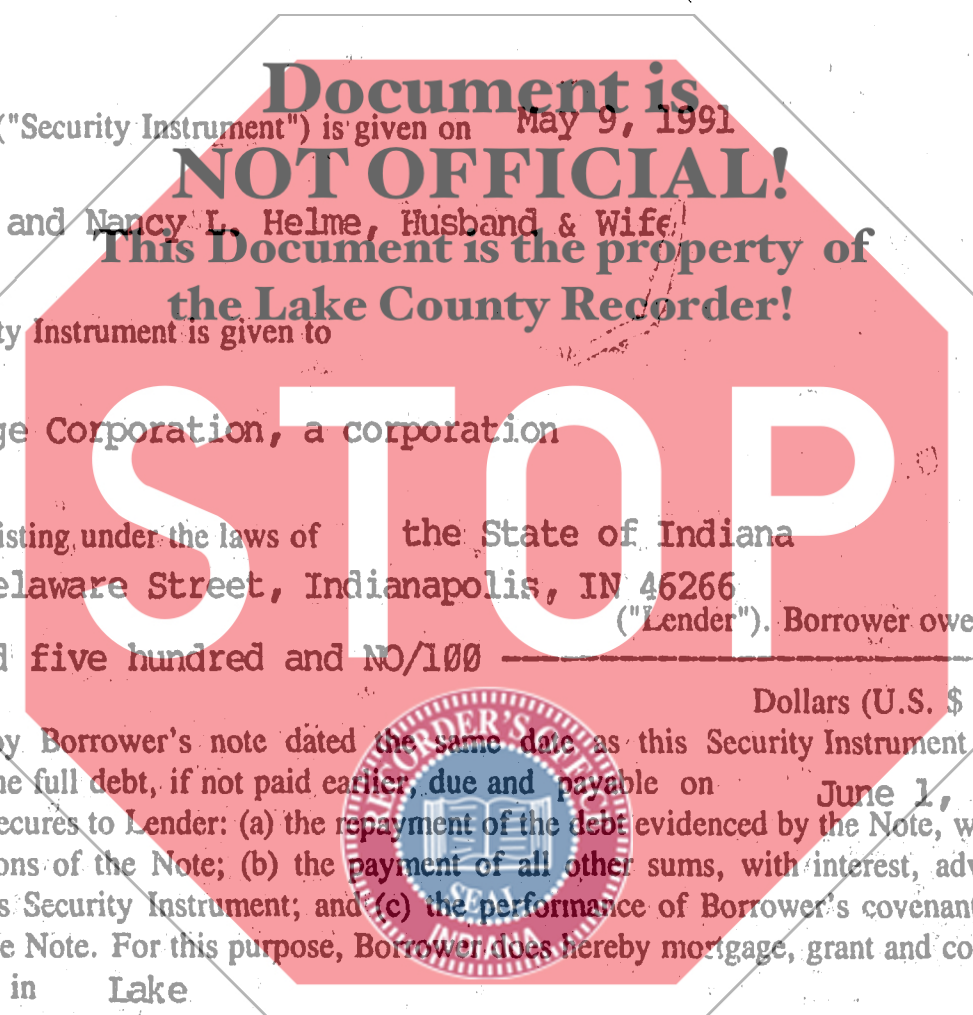 Document is
("Security Instrument") is given on May 9, 1991
NOT OFFICIAL!
and Nancy L. Helme, Husband & Wife
This Document is the property of
the Lake County Recorder!
ty Instrument is given to
STOP
ge Corporation, a corporation
isting under the laws of the State of Indiana
elaware Street, Indianapolis, IN 46266
("Lender"). Borrower owe
five hundred and NO/100
Dollars (U.S. $
by Borrower's note dated the same date as this Security Instrument
he full debt, if not paid earlier, due and payable on June 1,
ecures to Lender: (a) the repayment of the debt evidenced by the Note, w
ons of the Note; (b) the payment of all other sums, with interest, adv
s Security Instrument; and (c) the performance of Borrower's covenant
e Note. For this purpose, Borrower does hereby mortgage, grant and co
in Lake
RECORDER'S OFFICE
SEAL
INDIANA